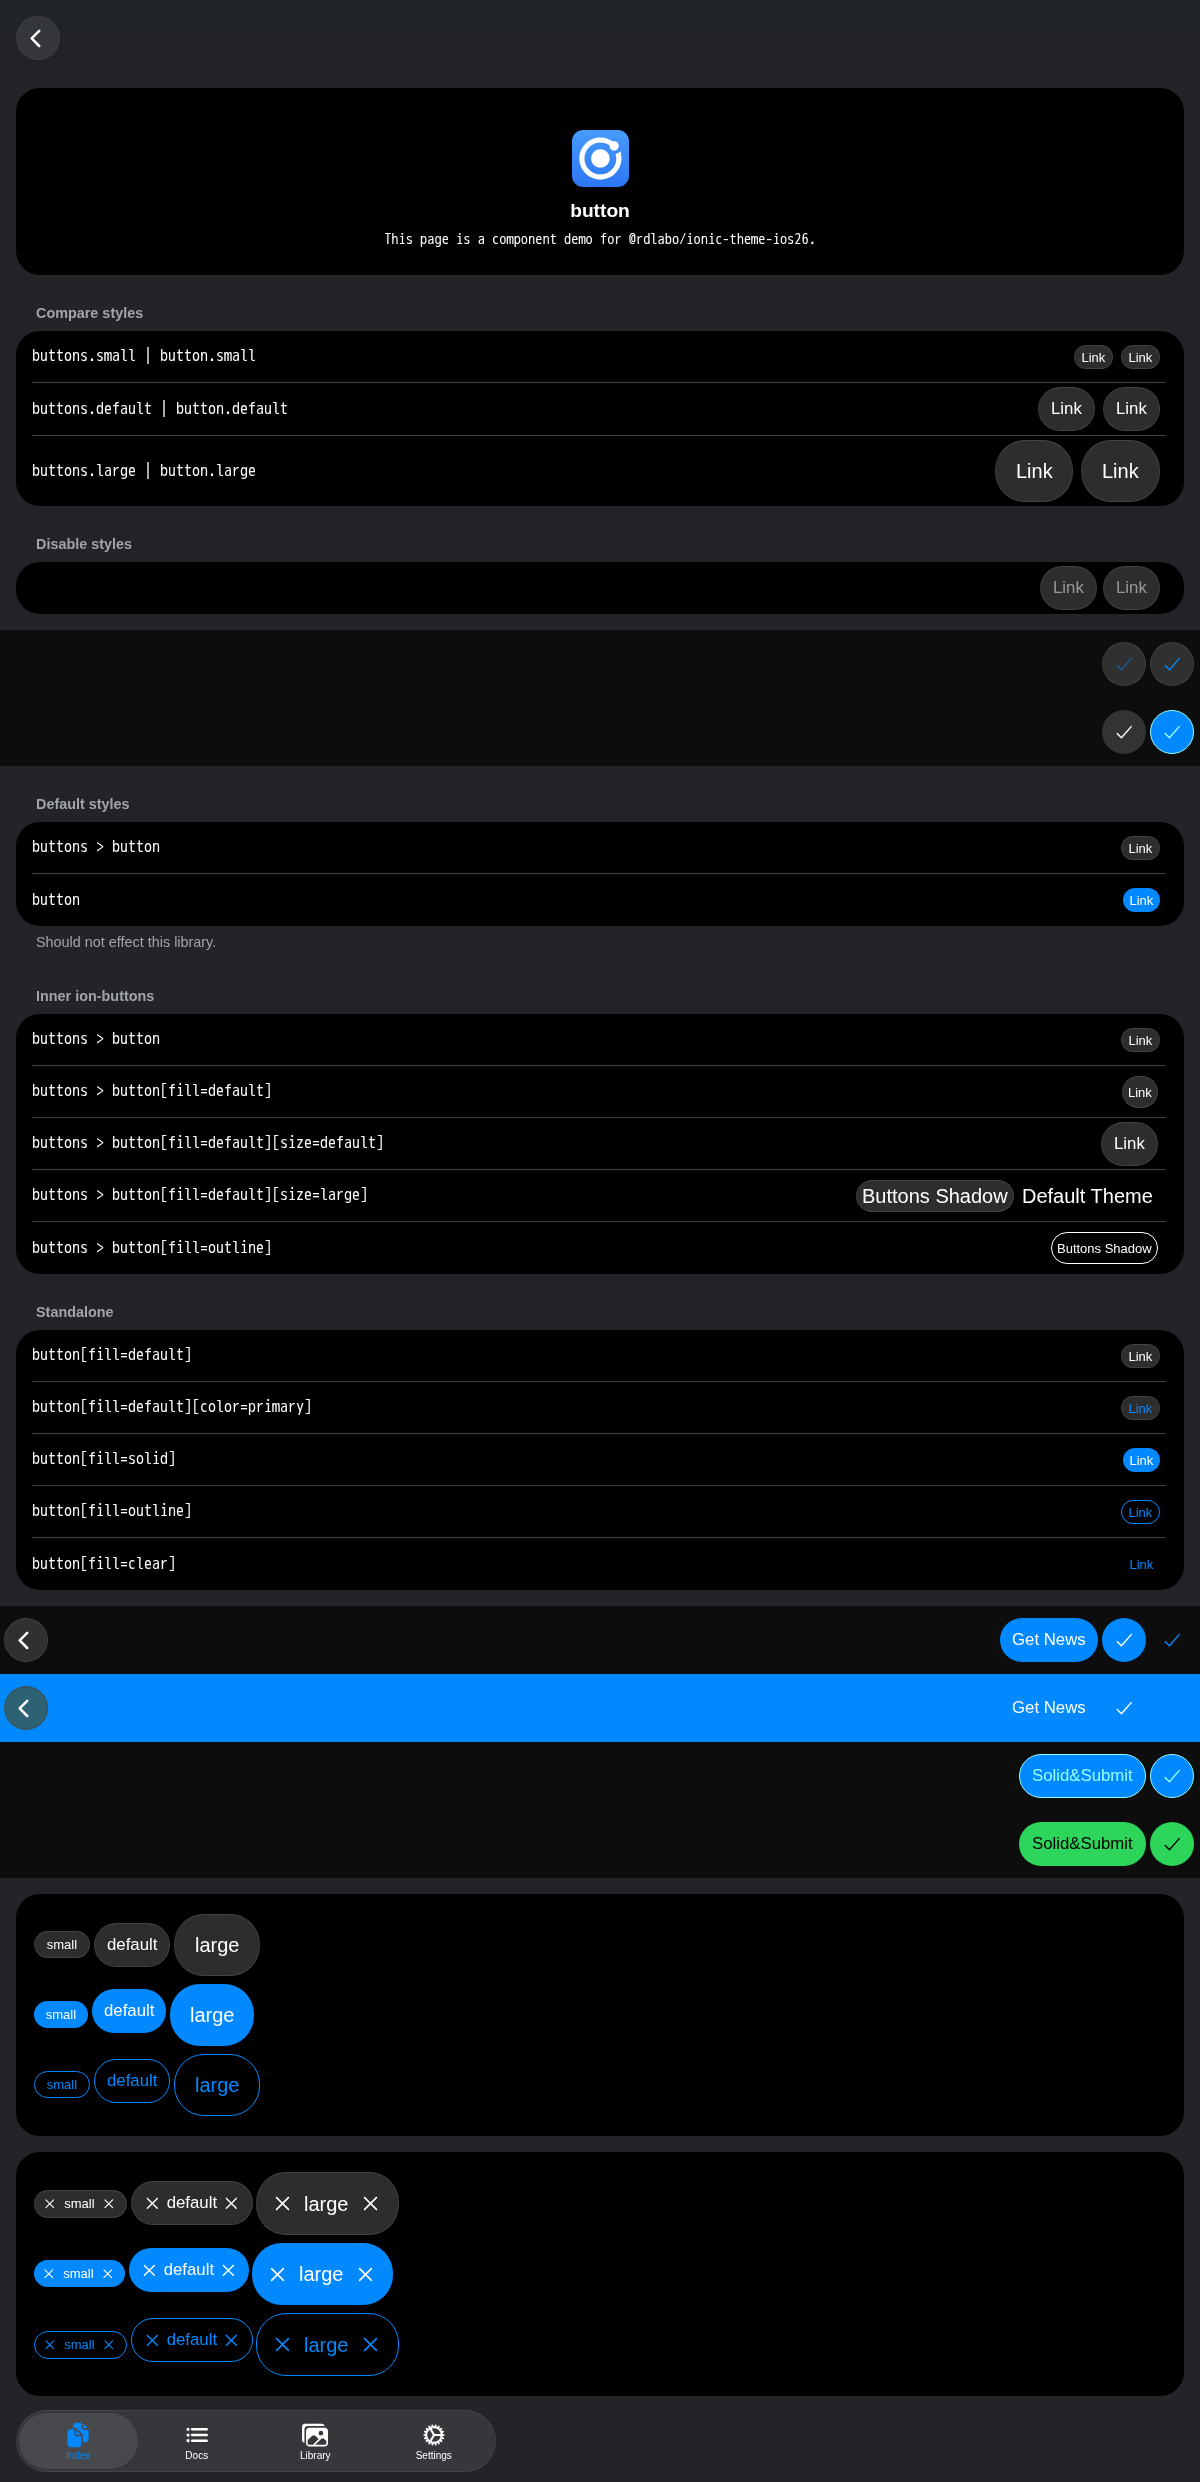 button
This page is a component demo for @rdlabo/ionic-theme-ios26.
Compare styles
buttons.small | button.small Link Link
buttons.default | button.default Link Link
buttons.large | button.large Link Link
Disable styles
Link Link
Default styles
buttons > button Link
button Link
Should not effect this library.
Inner ion-buttons
buttons > button Link
buttons > button[fill=default] Link
buttons > button[fill=default][size=default] Link
buttons > button[fill=default][size=large] Buttons Shadow Default Theme
buttons > button[fill=outline] Buttons Shadow
Standalone
button[fill=default] Link
button[fill=default][color=primary] Link
button[fill=solid] Link
button[fill=outline] Link
button[fill=clear] Link
Get News
Get News
Solid&Submit
Solid&Submit
small default large
small default large
small default large
small default large
small default large
small default large
Index Docs Library Settings